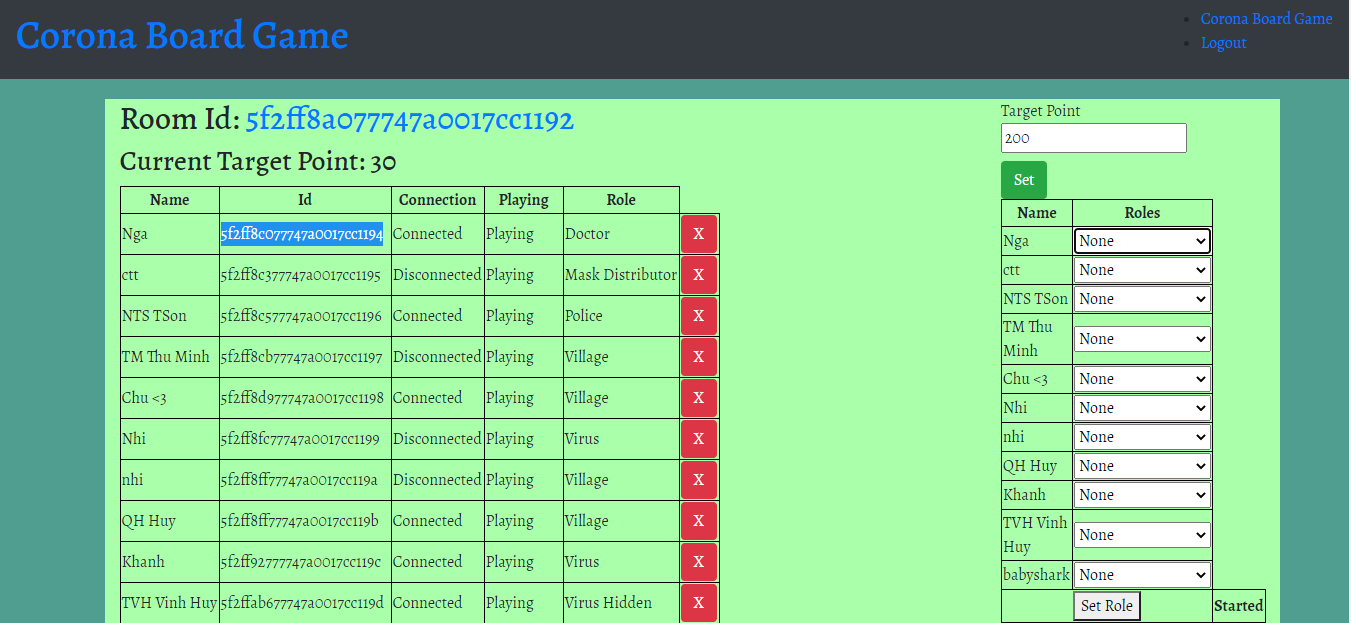 Corona Board Game
Corona Board Game
Logout
Room Id: 5f2ff8a077747a0017cc1192
Current Target Point: 30
Name Id Connection Playing Role
Nga 5f2ff8c077747a0017cc1194 Connected Playing Doctor X
ctt 5f2ff8c377747a0017cc1195 Disconnected Playing Mask Distributor X
NTS TSon 5f2ff8c577747a0017cc1196 Connected Playing Police X
TM Thu Minh 5f2ff8cb77747a0017cc1197 Disconnected Playing Village X
Chu <3 5f2ff8d977747a0017cc1198 Connected Playing Village X
Nhi 5f2ff8fc77747a0017cc1199 Disconnected Playing Virus X
nhi 5f2ff8ff77747a0017cc119a Disconnected Playing Village X
QH Huy 5f2ff8ff77747a0017cc119b Connected Playing Village X
Khanh 5f2ff92777747a0017cc119c Connected Playing Virus X
TVH Vinh Huy 5f2ffab677747a0017cc119d Connected Playing Virus Hidden X
Target Point
200
Set
Name Roles
Nga None
ctt None
NTS TSon None
TM Thu
Minh None
Chu <3 None
Nhi None
nhi None
QH Huy None
Khanh None
TVH Vinh
Huy None
babyshark None
Set Role Started